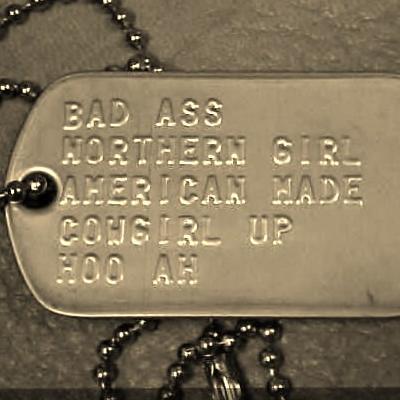 BAD ASS
NORTHERN GIRL
AMERICAN MADE
COWGIRL UP
HOO AH